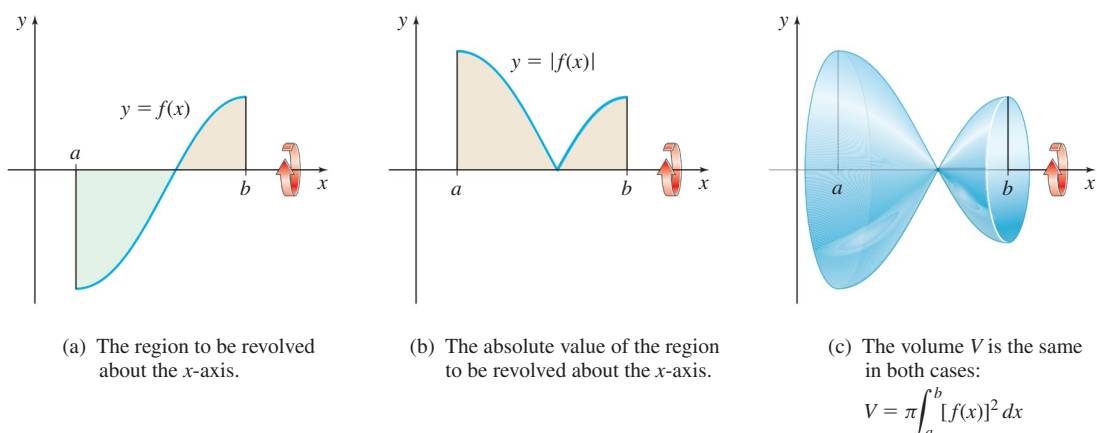 y
y = f(x)
a
b
x
y
y = |f(x)|
a
b
x
y
a
b
x
(a) The region to be revolved
about the x-axis.
(b) The absolute value of the region
to be revolved about the x-axis.
(c) The volume V is the same
in both cases:
V = π∫ₐᵇ[f(x)]² dx